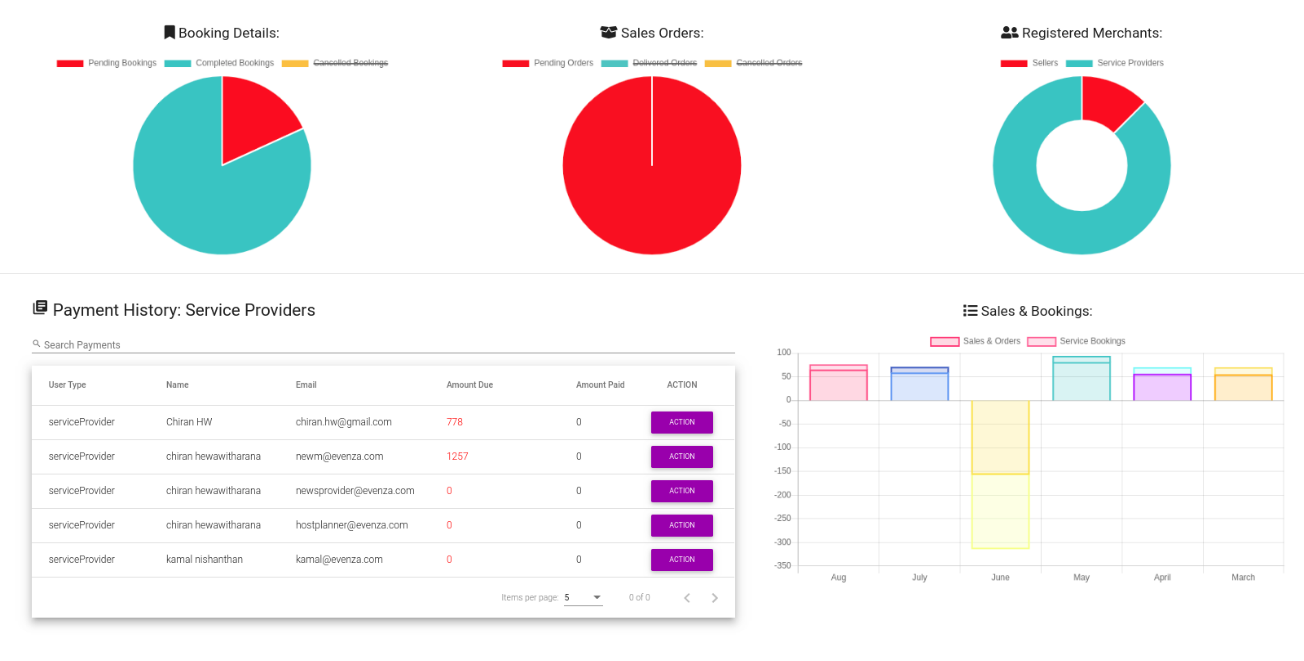 Booking Details:
Pending Bookings Completed Bookings Cancelled Bookings
Sales Orders:
Pending Orders Delivered Orders Cancelled Orders
Registered Merchants:
Sellers Service Providers
Payment History: Service Providers
Search Payments
User Type Name Email Amount Due Amount Paid ACTION
serviceProvider Chiran HW chiran.hw@gmail.com 778 0 ACTION
serviceProvider chiran hewawitharana newm@evenza.com 1257 0 ACTION
serviceProvider chiran hewawitharana newsprovider@evenza.com 0 0 ACTION
serviceProvider chiran hewawitharana hostplanner@evenza.com 0 0 ACTION
serviceProvider kamal nishanthan kamal@evenza.com 0 0 ACTION
Items per page: 5 0 of 0
Sales & Bookings:
Sales & Orders Service Bookings
100
50
0
-50
-100
-150
-200
-250
-300
-350
Aug July June May April March